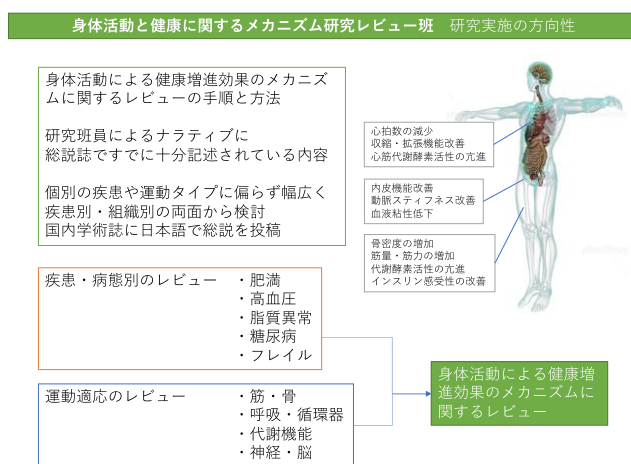 身体活動と健康に関するメカニズム研究レビュー班　研究実施の方向性
身体活動による健康増進効果のメカニズ
ムに関するレビューの手順と方法
研究班員によるナラティブに
総説誌ですでに十分記述されている内容
個別の疾患や運動タイプに偏らず幅広く
疾患別・組織別の両面から検討
国内学術誌に日本語で総説を投稿
心拍数の減少
収縮・拡張機能改善
心筋代謝酵素活性の亢進
内皮機能改善
動脈スティフネス改善
血液粘性低下
骨密度の増加
筋量・筋力の増加
代謝酵素活性の亢進
インスリン感受性の改善
疾患・病態別のレビュー　・肥満
・高血圧
・脂質異常
・糖尿病
・フレイル
運動適応のレビュー　・筋・骨
・呼吸・循環器
・代謝機能
・神経・脳
身体活動による健康増
進効果のメカニズムに
関するレビュー